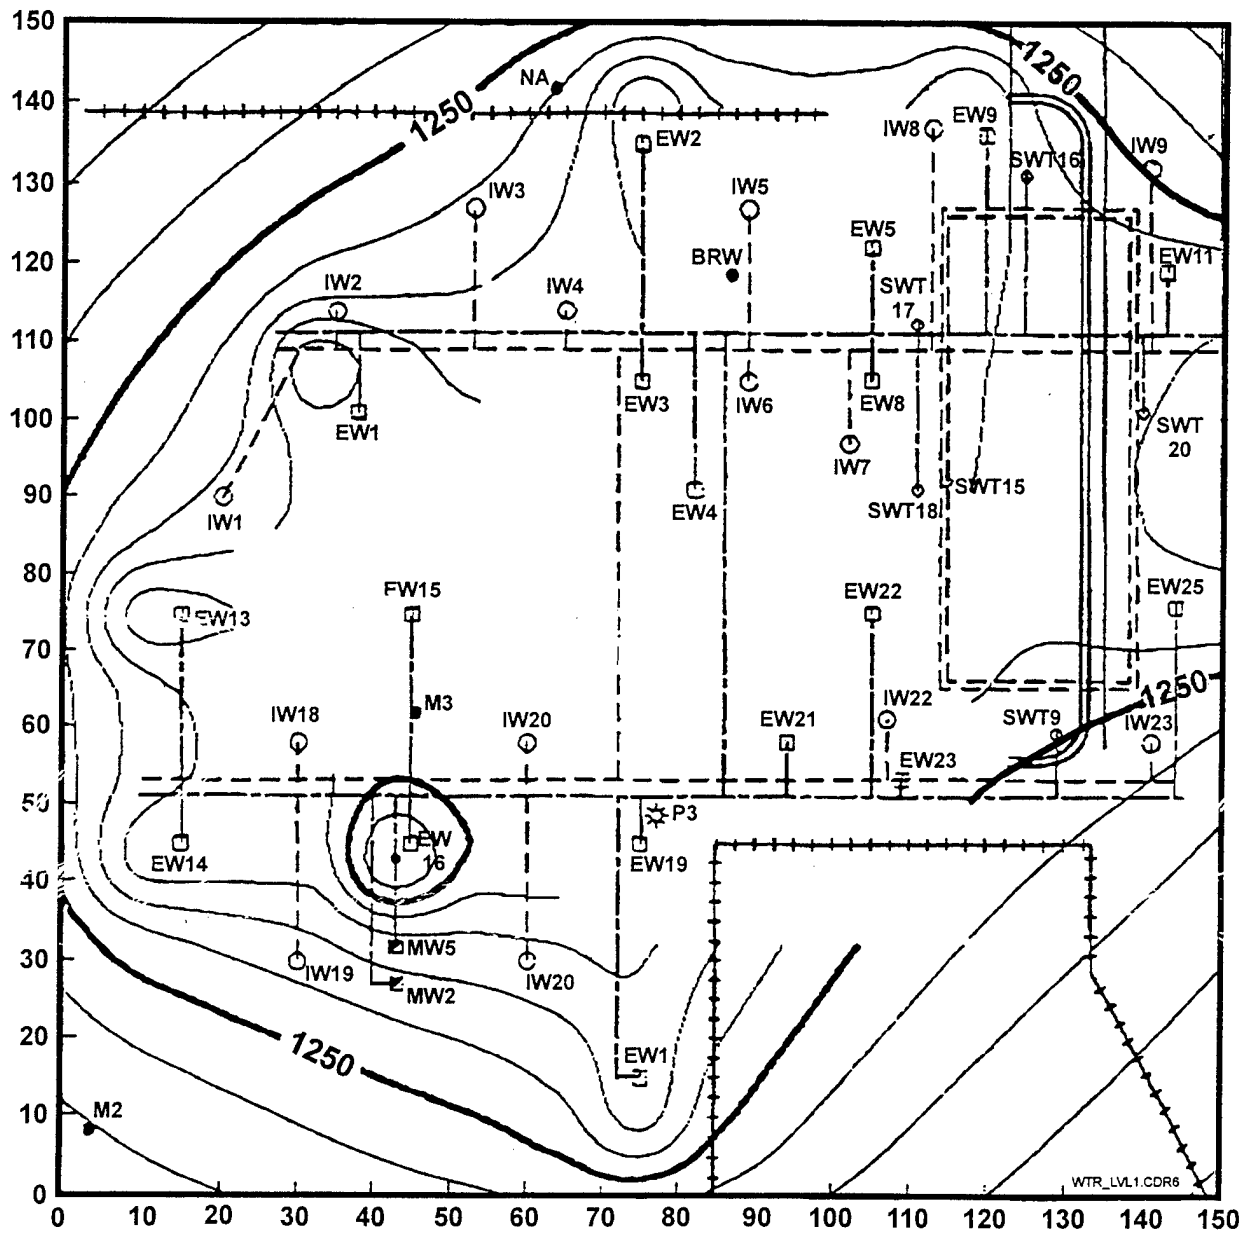 150
1250
NA
140
1250
IW8
EW9
EW2
IW9
SWT16
130
IW3
IW5
EW5
120
BRW
EW11
IW2
IW4
SWT
17
110
EW3
IW6
EW8
100
EW1
SWT
20
IW7
90
EW4
SWT15
IW1
SWT18
80
FW15
EW22
EW25
EW13
70
M3
1250
IW18
IW20
IW22
SWT9
60
EW21
IW23
EW23
50
P3
EW
16
EW14
EW19
40
MW5
30
IW19
MW2
IW20
20
1250
EW1
10
M2
WTR_LVL1.CDR6
0
0 10 20 30 40 50 60 70 80 90 100 110 120 130 140 150